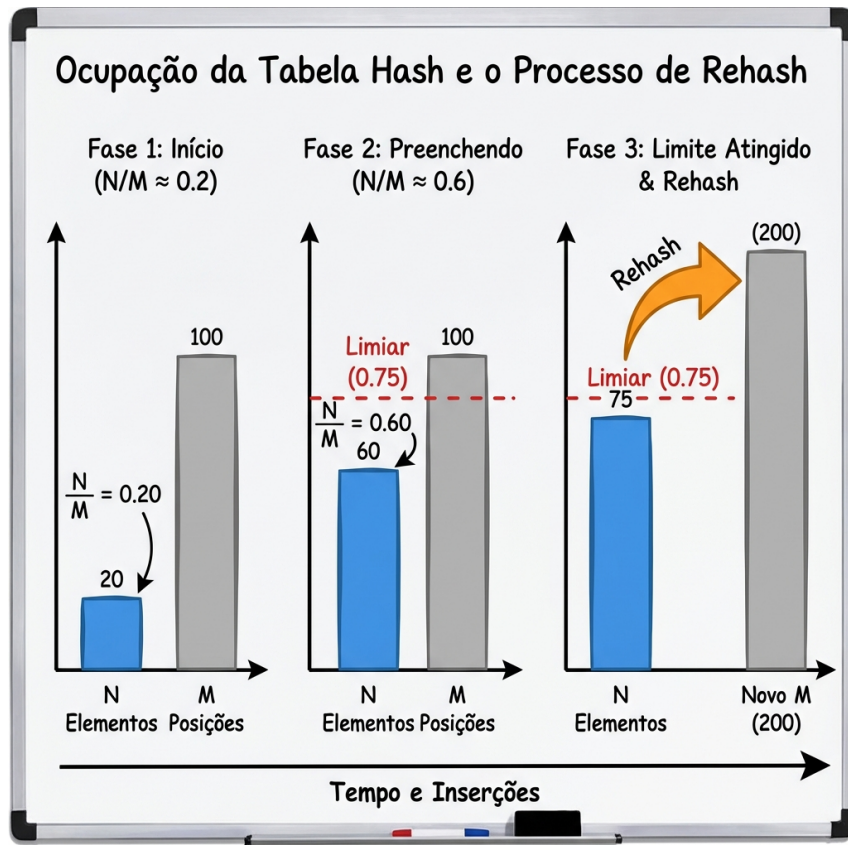 Ocupação da Tabela Hash e o Processo de Rehash
Fase 1: Início
(N/M ≈ 0.2)
N
M
= 0.20
20
100
N
Elementos
M
Posições
Fase 2: Preenchendo
(N/M ≈ 0.6)
Limiar
(0.75)
N
M
= 0.60
60
100
N
Elementos
M
Posições
Fase 3: Limite Atingido
& Rehash
Rehash
(200)
Limiar (0.75)
75
N
Elementos
Novo M
(200)
Tempo e Inserções